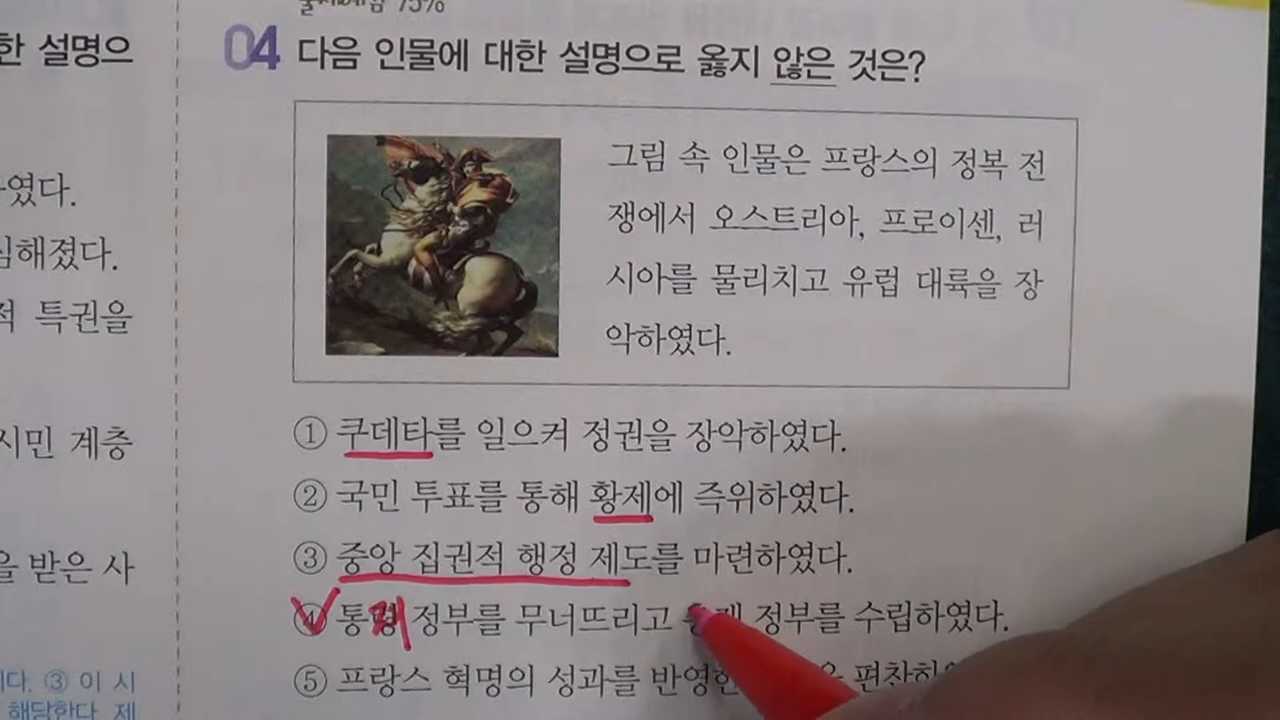 75%
한 설명으
04 다음 인물에 대한 설명으로 옳지 않은 것은?
였다.
심해졌다.
적 특권을
시민 계층
을 받은 사
③ 이 시
해당한다 제
그림 속 인물은 프랑스의 정복 전
쟁에서 오스트리아, 프로이센, 러
시아를 물리치고 유럽 대륙을 장
악하였다.
① 쿠데타를 일으켜 정권을 장악하였다.
② 국민 투표를 통해 황제에 즉위하였다.
③ 중앙 집권적 행정 제도를 마련하였다.
④ 통령 정부를 무너뜨리고 정부를 수립하였다.
⑤ 프랑스 혁명의 성과를 반영한